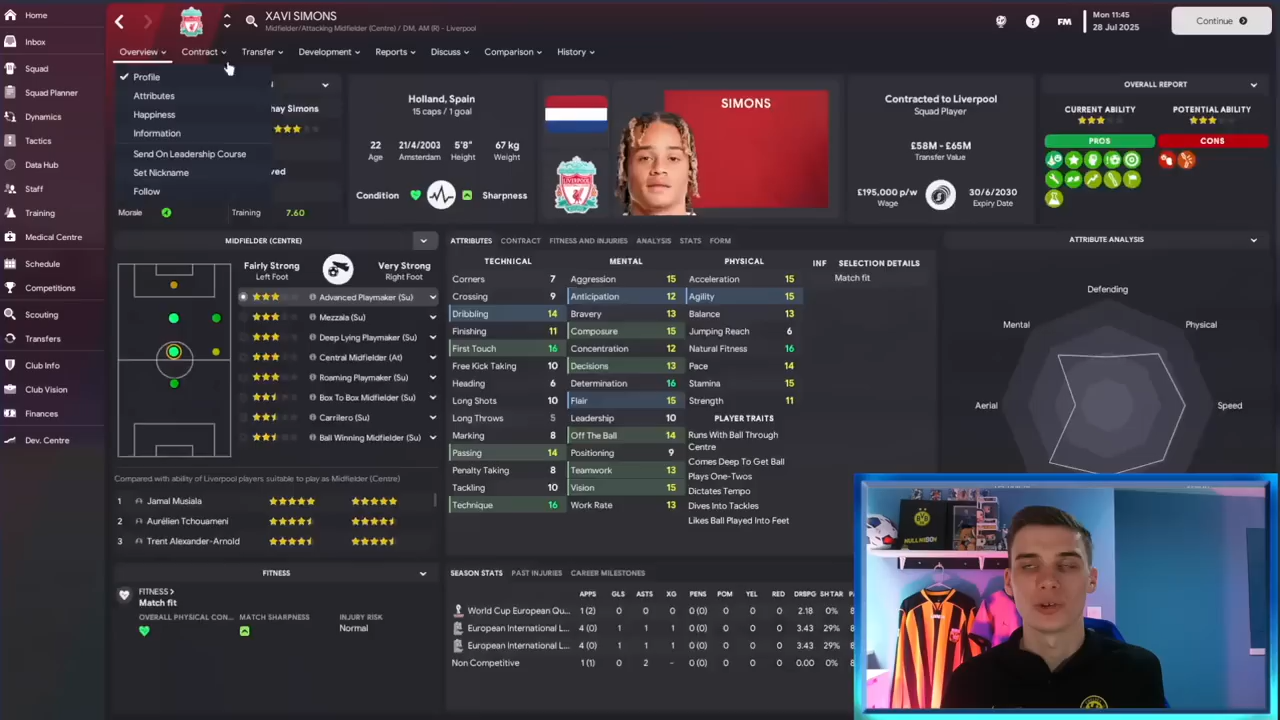 Home
Inbox
Squad
Squad Planner
Dynamics
Tactics
Data Hub
Staff
Training
Medical Centre
Schedule
Competitions
Scouting
Transfers
Club Info
Club Vision
Finances
Dev. Centre
XAVI SIMONS
Midfielder/Attacking Midfielder (Centre) / DM, AM (R) - Liverpool
FM
Mon 11:45
28 Jul 2025
Continue
Overview
Contract
Transfer
Development
Reports
Discuss
Comparison
History
Profile
Attributes
Happiness
Information
Send On Leadership Course
Set Nickname
Follow
hay Simons
ved
Morale
Training
7.60
Holland, Spain
15 caps / 1 goal
22
21/4/2003
5'8"
67 kg
Age
Amsterdam
Height
Weight
Condition
Sharpness
SIMONS
Contracted to Liverpool
Squad Player
£58M - £65M
Transfer Value
£195,000 p/w
Wage
30/6/2030
Expiry Date
OVERALL REPORT
CURRENT ABILITY
POTENTIAL ABILITY
PROS
CONS
MIDFIELDER (CENTRE)
Fairly Strong
Left Foot
Very Strong
Right Foot
Advanced Playmaker (Su)
Mezzala (Su)
Deep Lying Playmaker (Su)
Central Midfielder (At)
Roaming Playmaker (Su)
Box To Box Midfielder (Su)
Carrilero (Su)
Ball Winning Midfielder (Su)
Compared with ability of Liverpool players suitable to play as Midfielder (Centre)
1 Jamal Musiala
2 Aurélien Tchouameni
3 Trent Alexander-Arnold
FITNESS
FITNESS >
Match fit
OVERALL PHYSICAL CON...
MATCH SHARPNESS
INJURY RISK
Normal
ATTRIBUTES CONTRACT FITNESS AND INJURIES ANALYSIS STATS FORM
TECHNICAL
Corners 7
Crossing 9
Dribbling 14
Finishing 11
First Touch 16
Free Kick Taking 10
Heading 6
Long Shots 10
Long Throws 5
Marking 8
Passing 14
Penalty Taking 8
Tackling 10
Technique 16
MENTAL
Aggression 15
Anticipation 12
Bravery 13
Composure 15
Concentration 12
Decisions 13
Determination 16
Flair 15
Leadership 10
Off The Ball 14
Positioning 9
Teamwork 13
Vision 15
Work Rate 13
PHYSICAL
Acceleration 15
Agility 15
Balance 13
Jumping Reach 6
Natural Fitness 16
Pace 14
Stamina 15
Strength 11
PLAYER TRAITS
Runs With Ball Through
Centre
Comes Deep To Get Ball
Plays One-Twos
Dictates Tempo
Dives Into Tackles
Likes Ball Played Into Feet
INF
SELECTION DETAILS
Match fit
ATTRIBUTE ANALYSIS
Defending
Mental
Physical
Aerial
Speed
SEASON STATS PAST INJURIES CAREER MILESTONES
APPS GLS ASTS XG PENS POM YEL RED DRBPG SHTAR
World Cup European Qu... 1 (2) 0 0 0 0 (0) 0 0 0 2.18 0%
European International L... 4 (0) 1 1 1 0 (0) 0 0 0 3.43 29%
European International L... 4 (0) 1 1 1 0 (0) 0 0 0 3.43 29%
Non Competitive 1 (1) 0 2 - 0 (0) 0 0 0 0.00 0%